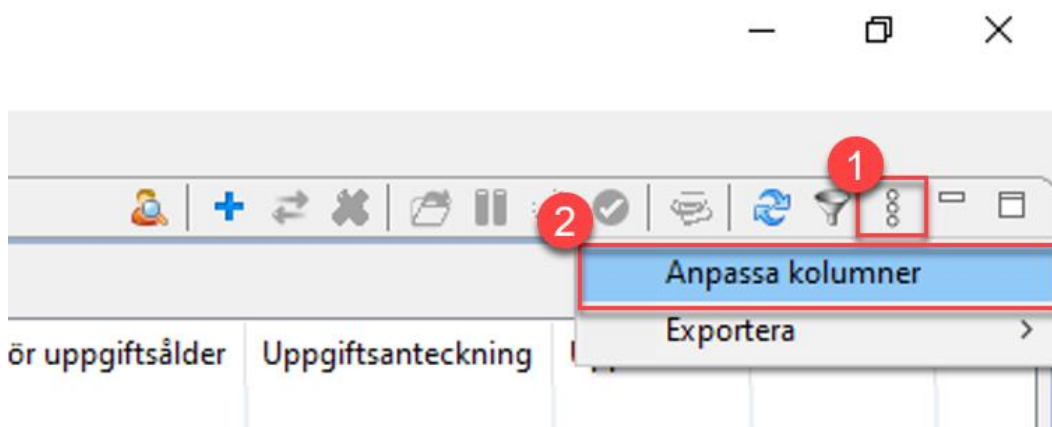 1
2
Anpassa kolumner
Exportera
ör uppgiftsålder Uppgiftsanteckning